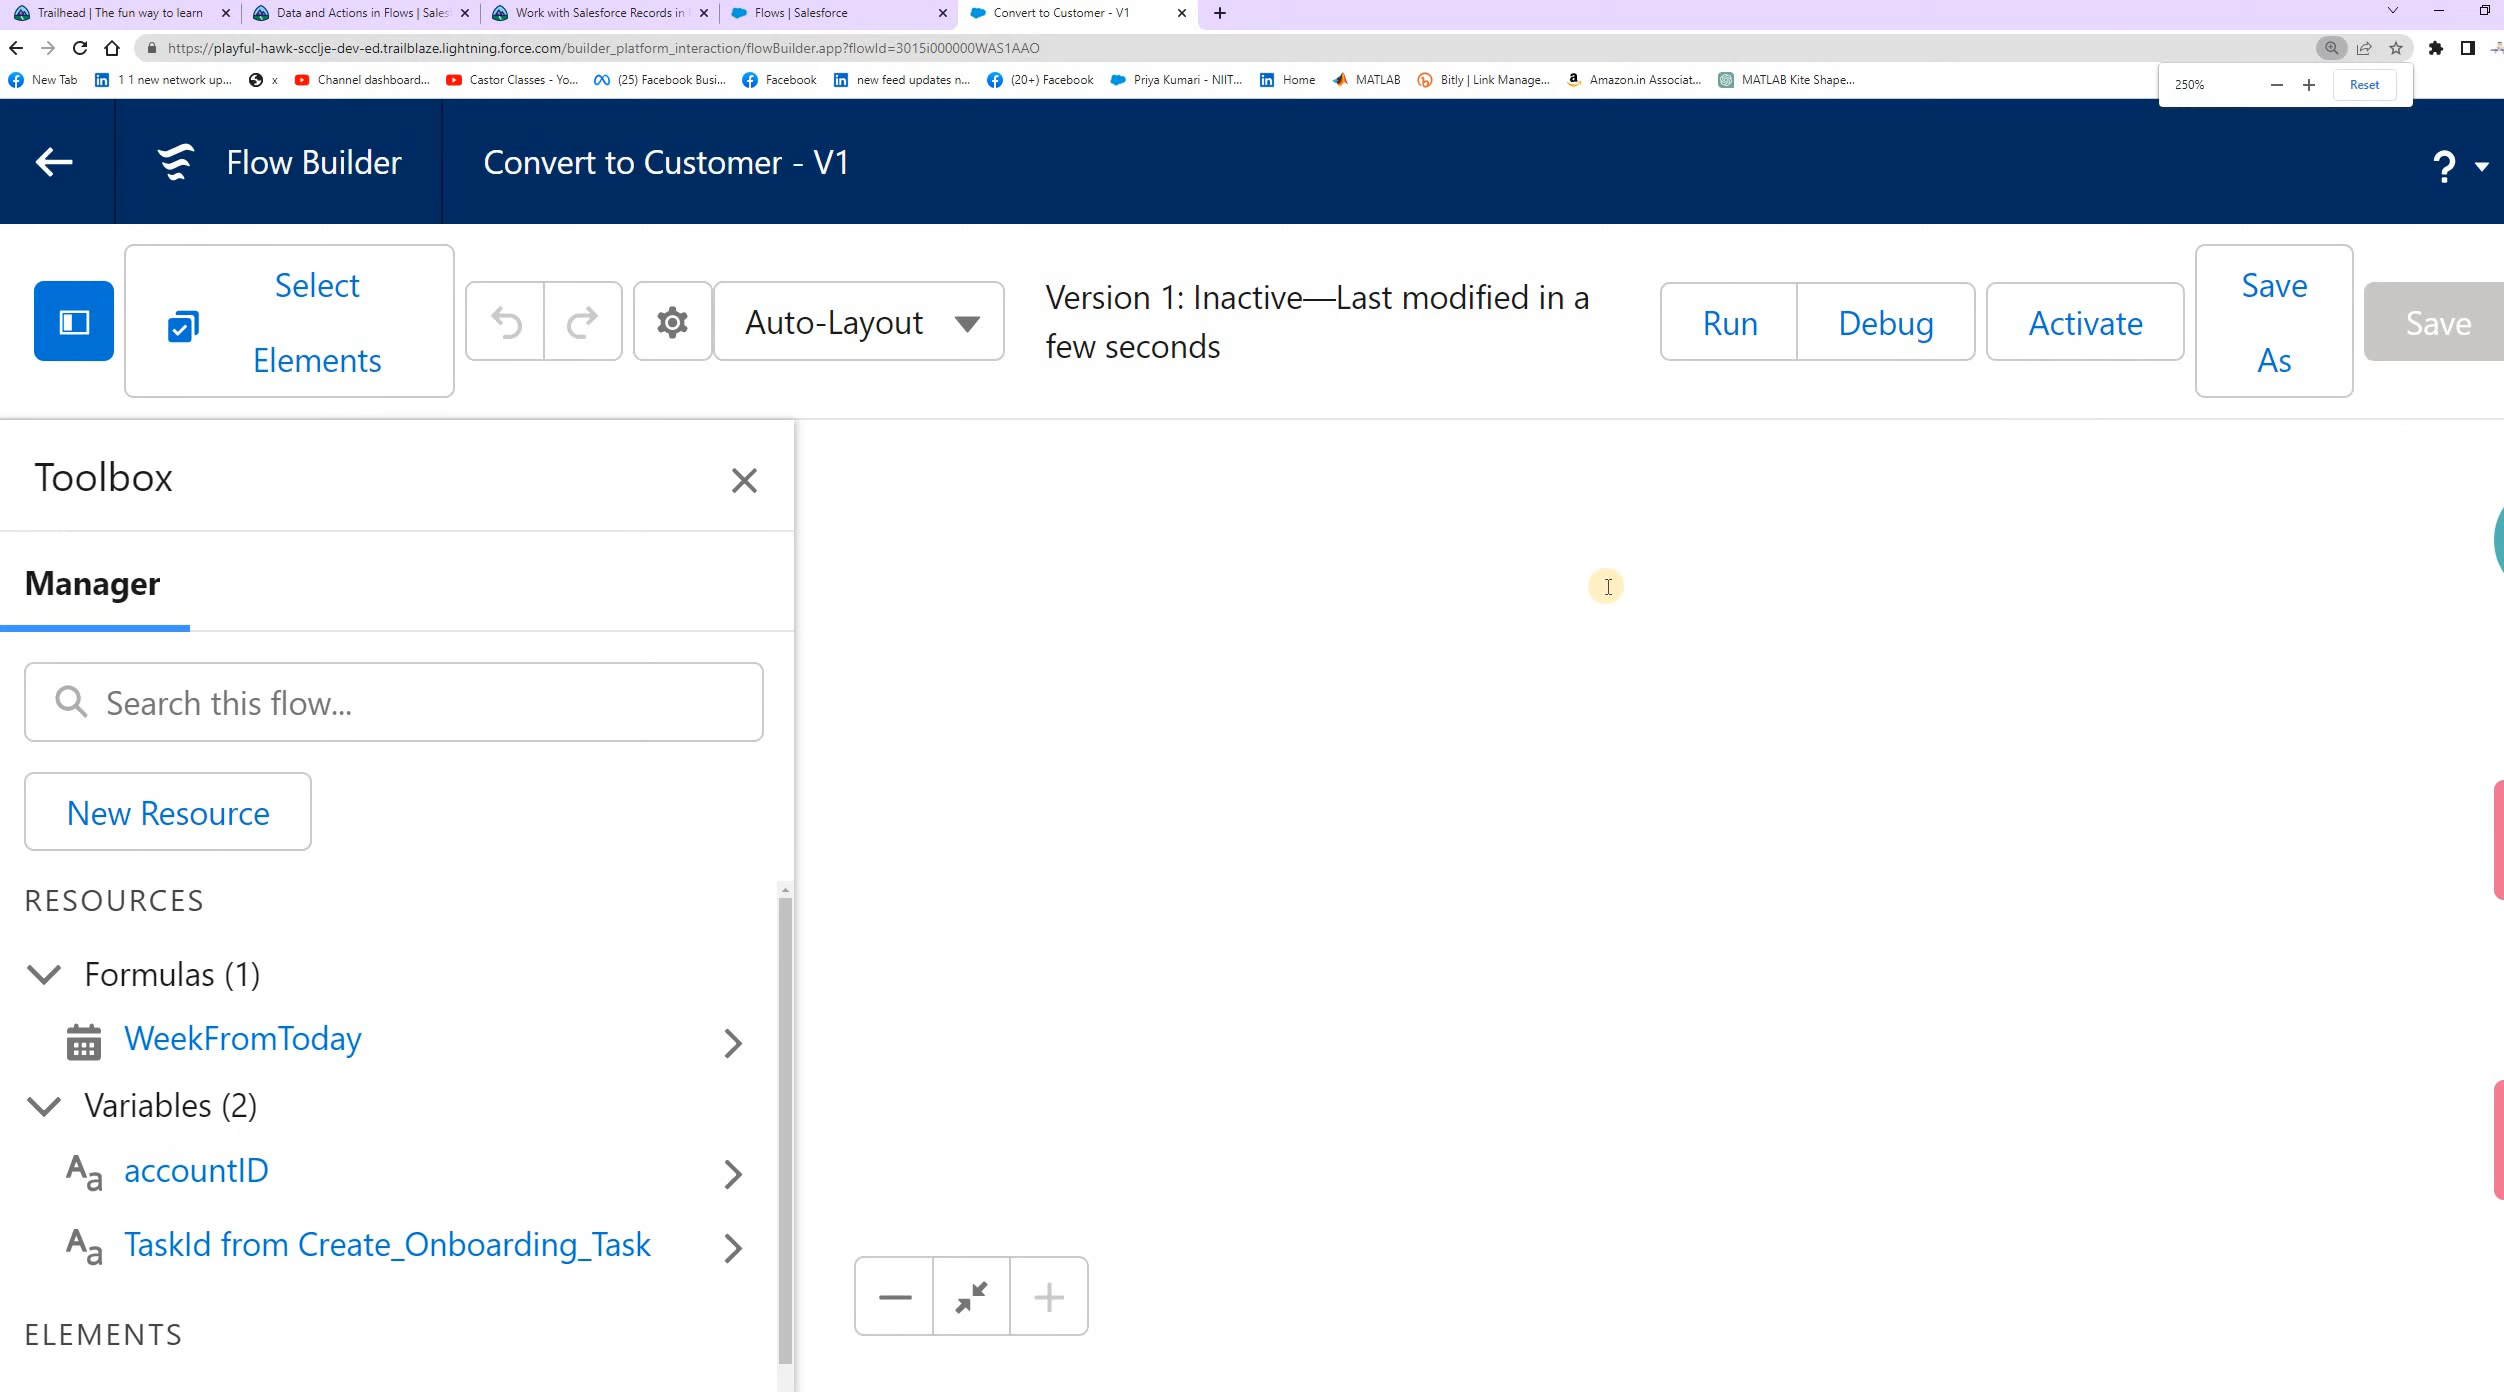 Trailhead | The fun way to learn
Data and Actions in Flows | Sales
Work with Salesforce Records in
Flows | Salesforce
Convert to Customer - V1
https://playful-hawk-scclje-dev-ed.trailblaze.lightning.force.com/builder_platform_interaction/flowBuilder.app?flowId=3015i000000WAS1AAO
New Tab
1 1 new network up...
x
Channel dashboard...
Castor Classes - Yo...
(25) Facebook Busi...
Facebook
new feed updates n...
(20+) Facebook
Priya Kumari - NIIT...
Home
MATLAB
Bitly | Link Manage...
Amazon.in Associat...
MATLAB Kite Shape...
250%
Reset
Flow Builder
Convert to Customer - V1
?
Select
Elements
Auto-Layout
Version 1: Inactive—Last modified in a
few seconds
Run
Debug
Activate
Save
As
Save
Toolbox
Manager
Search this flow...
New Resource
RESOURCES
Formulas (1)
WeekFromToday
Variables (2)
Aa accountID
Aa TaskId from Create_Onboarding_Task
ELEMENTS